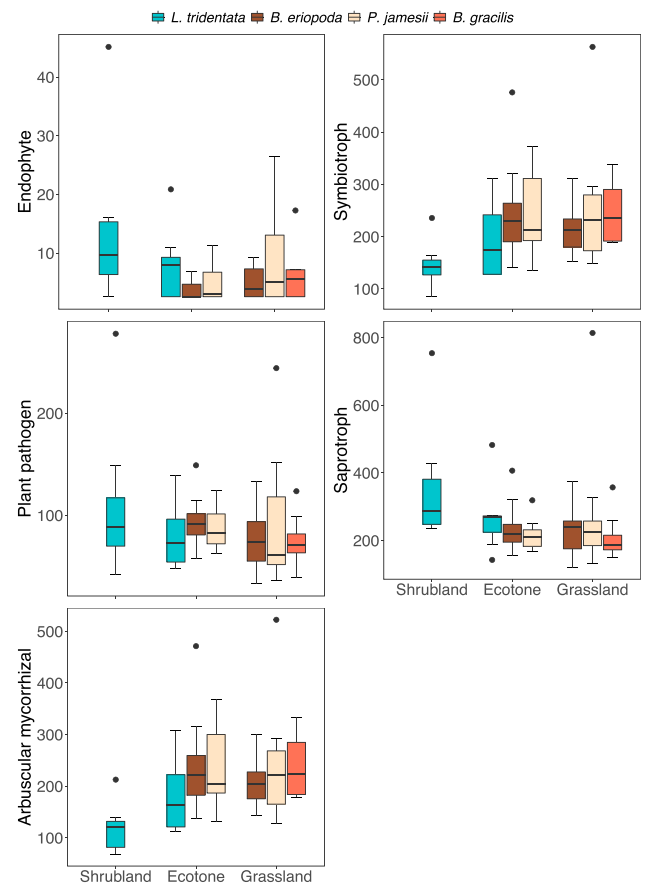 L. tridentata B. eriopoda P. jamesii B. gracilis
Endophyte
40
30
20
10
Symbiotroph
500
400
300
200
100
Plant pathogen
200
100
Saprotroph
800
600
400
200
Shrubland Ecotone Grassland
Arbuscular mycorrhizal
500
400
300
200
100
Shrubland Ecotone Grassland